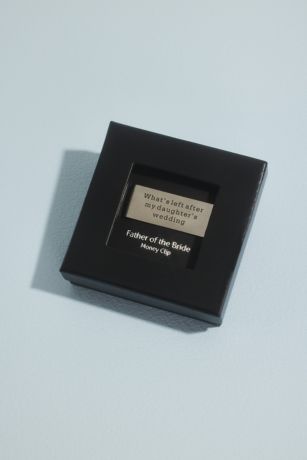 What's left after
my daughter's
wedding
Father of the Bride
Money Clip